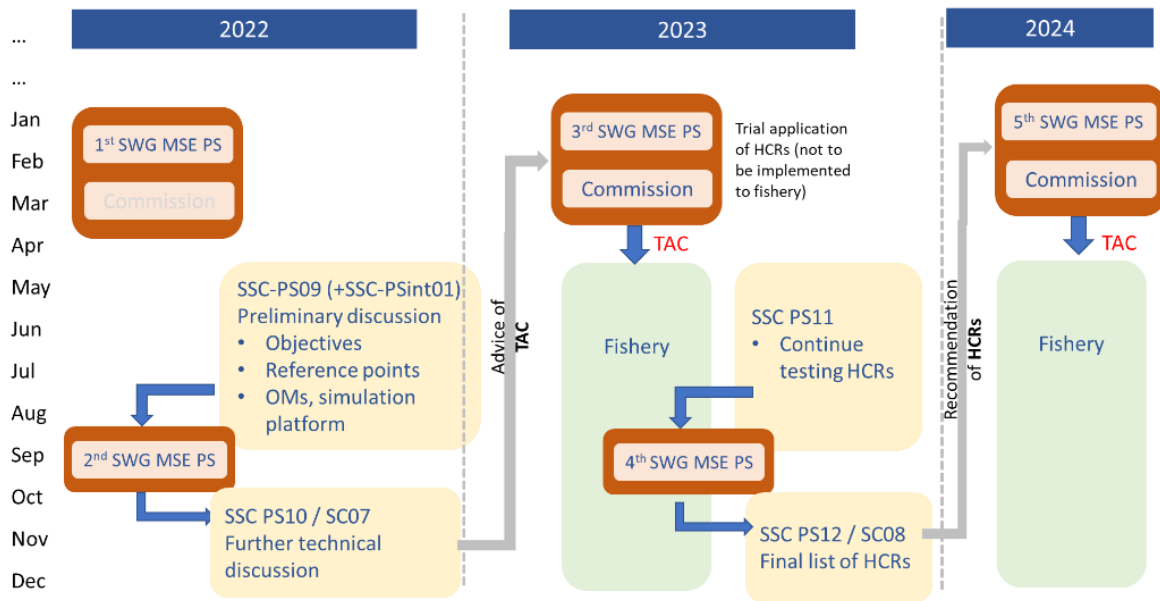 2022
2023
2024
...
...
Jan
Feb
Mar
Apr
May
Jun
Jul
Aug
Sep
Oct
Nov
Dec
1st SWG MSE PS
Commission
SSC-PS09 (+SSC-PSint01)
Preliminary discussion
• Objectives
• Reference points
• OMs, simulation
platform
2nd SWG MSE PS
SSC PS10 / SC07
Further technical
discussion
Advice of
TAC
3rd SWG MSE PS
Commission
Trial application
of HCRs (not to
be implemented
to fishery)
TAC
Fishery
SSC PS11
• Continue
testing HCRs
4th SWG MSE PS
SSC PS12 / SC08
Final list of HCRs
Recommendation
of HCRs
5th SWG MSE PS
Commission
TAC
Fishery